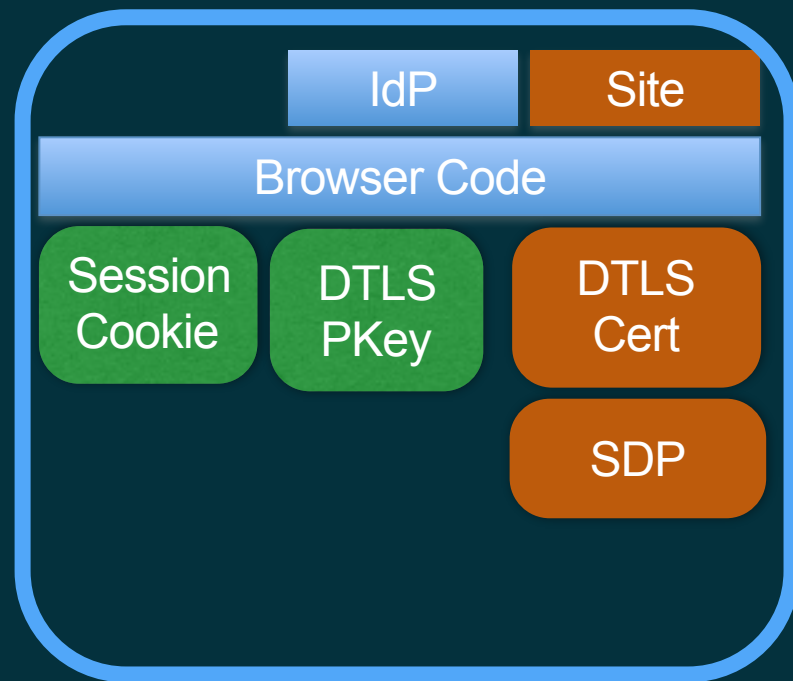 IdP
Site
Browser Code
Session
Cookie
DTLS
PKey
DTLS
Cert
SDP